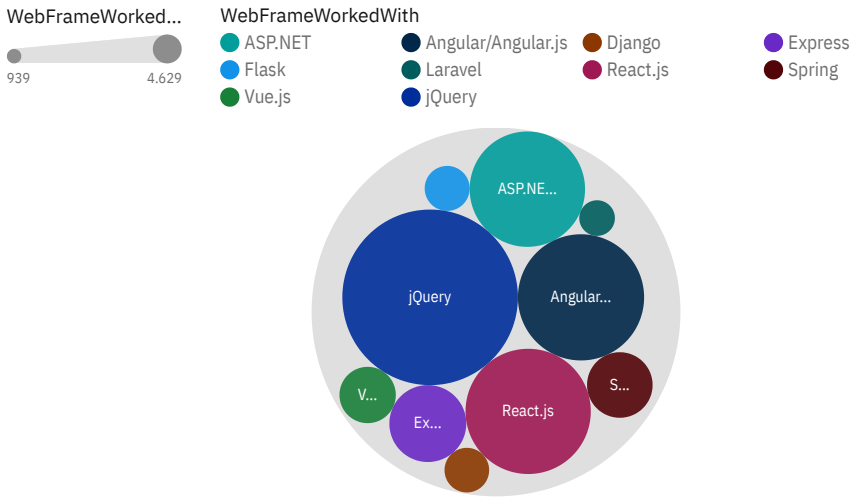 WebFrameWorked...
939
4.629
WebFrameWorkedWith
ASP.NET
Angular/Angular.js
Django
Express
Flask
Laravel
React.js
Spring
Vue.js
jQuery
ASP.NE...
jQuery
Angular...
V...
Ex...
React.js
S...